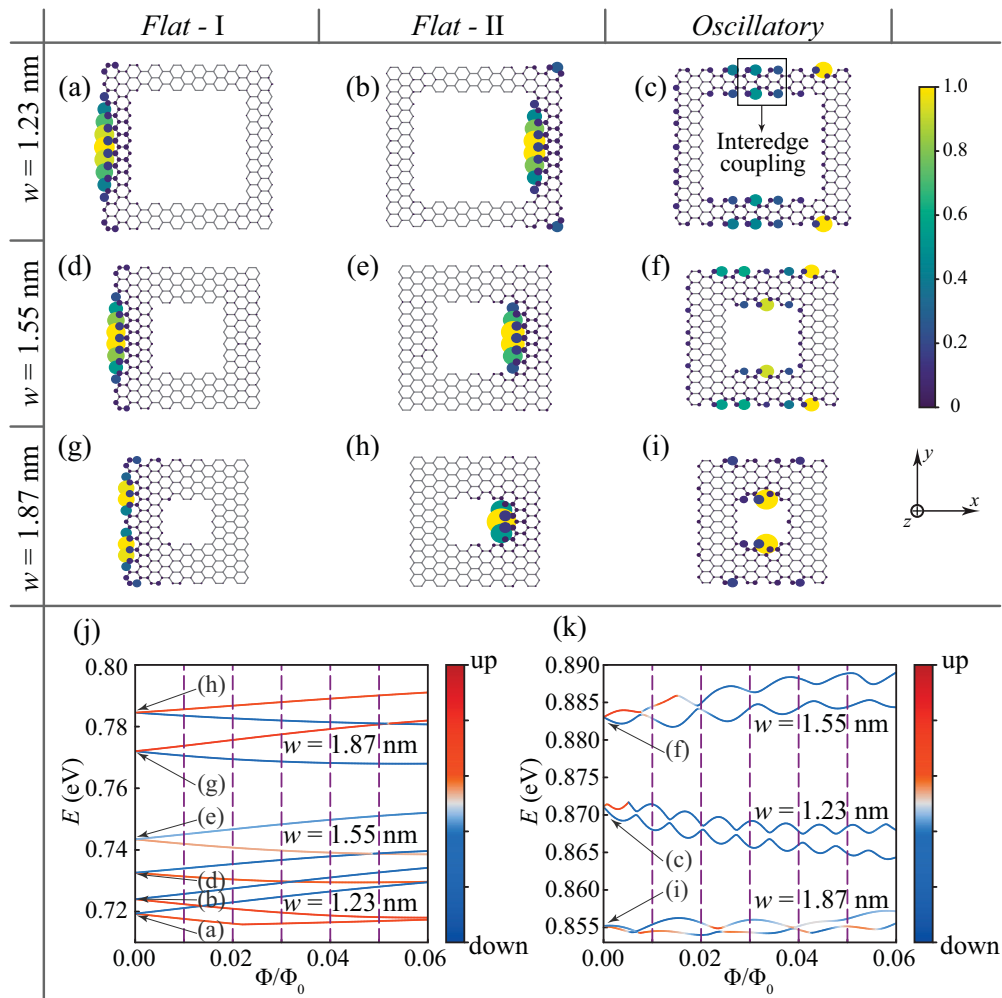 Flat - I Flat - II Oscillatory
w = 1.23 nm
(a) (b) (c)
Interedge
coupling
1.0
0.8
0.6
0.4
0.2
0
w = 1.55 nm
(d) (e) (f)
w = 1.87 nm
(g) (h) (i)
y
x
z
(j)
up
down
E (eV)
0.80
0.78
0.76
0.74
0.72
(h)
w = 1.87 nm
(g)
(e)
w = 1.55 nm
(d)
(b)
w = 1.23 nm
(a)
0.00 0.02 0.04 0.06
Φ/Φ0
(k)
up
down
E (eV)
0.890
0.885
0.880
0.875
0.870
0.865
0.860
0.855
w = 1.55 nm
(f)
w = 1.23 nm
(c)
(i)
w = 1.87 nm
0.00 0.02 0.04 0.06
Φ/Φ0